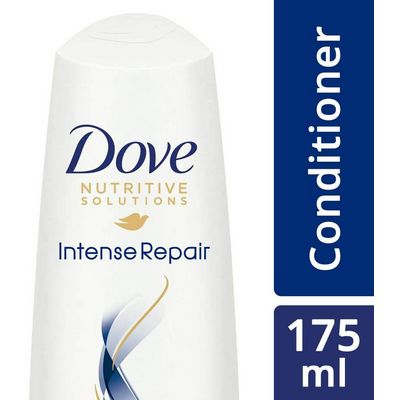 Dove
NUTRITIVE
SOLUTIONS
Intense Repair
Conditioner
175
ml